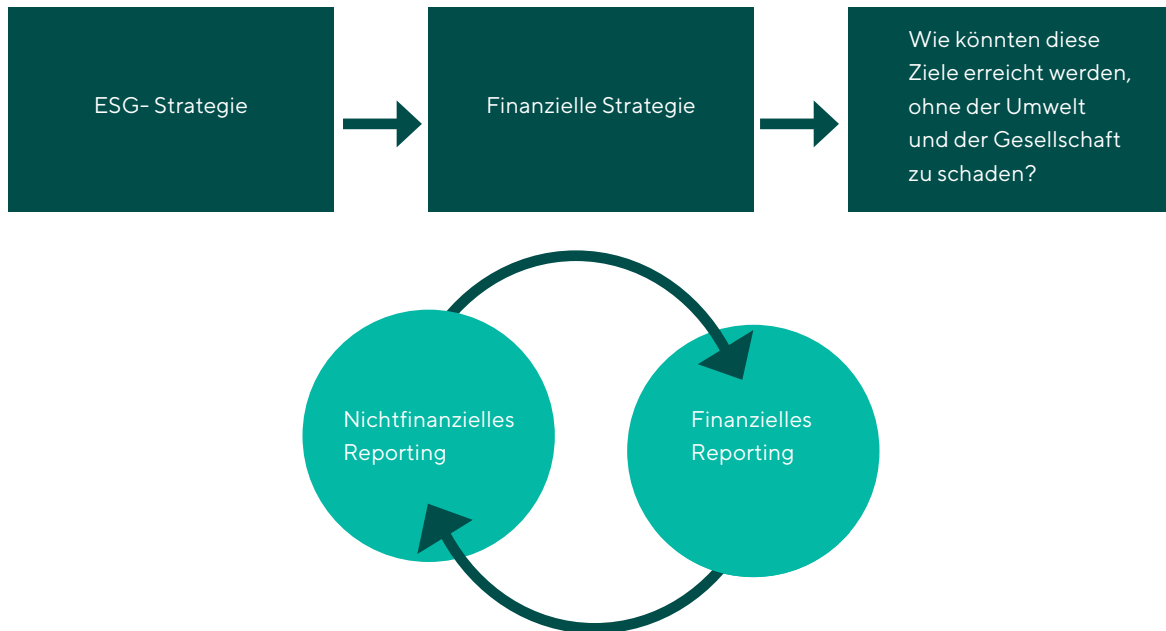 ESG- Strategie
Finanzielle Strategie
Wie könnten diese
Ziele erreicht werden,
ohne der Umwelt
und der Gesellschaft
zu schaden?
Nichtfinanzielles
Reporting
Finanzielles
Reporting